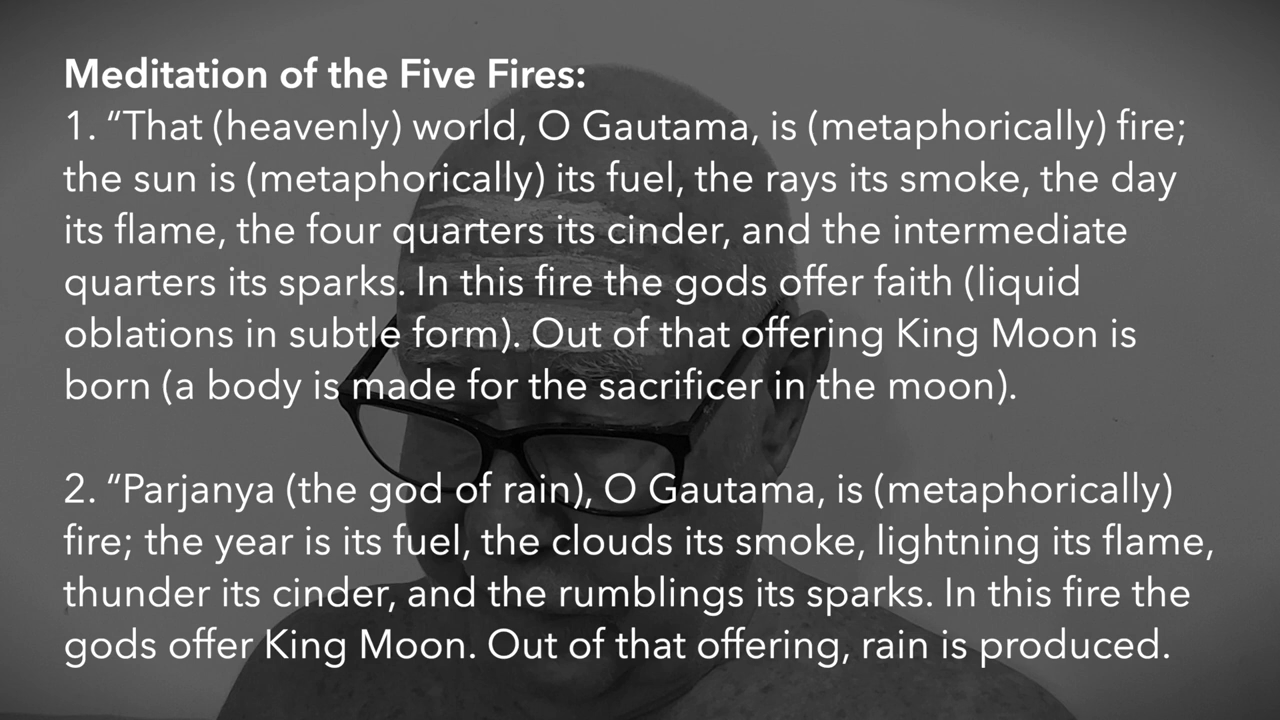 Meditation of the Five Fires:
1. “That (heavenly) world, O Gautama, is (metaphorically) fire;
the sun is (metaphorically) its fuel, the rays its smoke, the day
its flame, the four quarters its cinder, and the intermediate
quarters its sparks. In this fire the gods offer faith (liquid
oblations in subtle form). Out of that offering King Moon is
born (a body is made for the sacrificer in the moon).
2. “Parjanya (the god of rain), O Gautama, is (metaphorically)
fire; the year is its fuel, the clouds its smoke, lightning its flame,
thunder its cinder, and the rumblings its sparks. In this fire the
gods offer King Moon. Out of that offering, rain is produced.